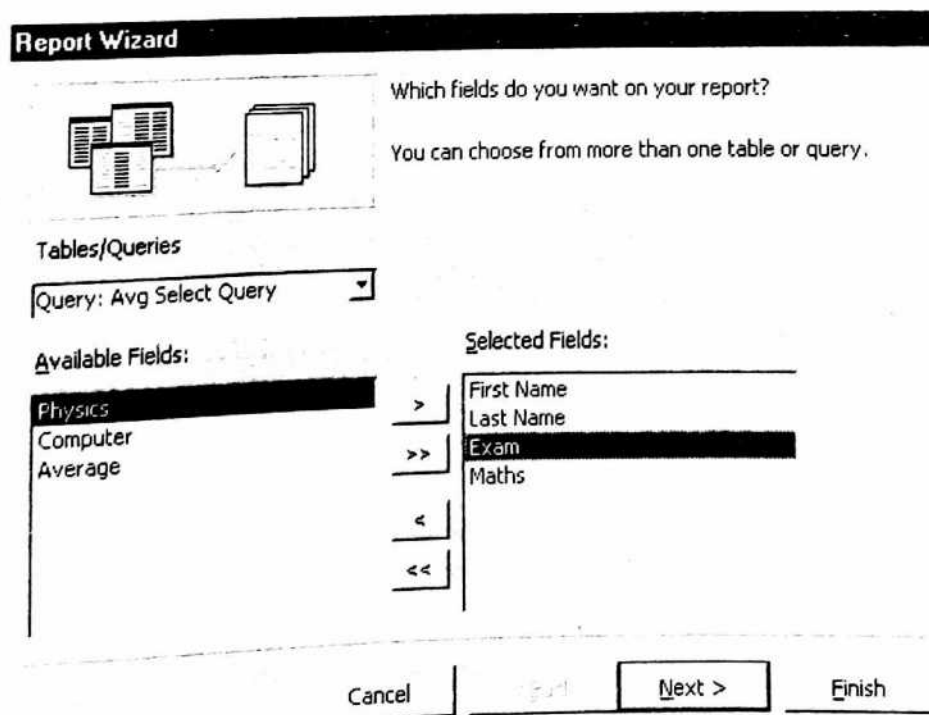 Report Wizard
Which fields do you want on your report?
You can choose from more than one table or query.
Tables/Queries
Query: Avg Select Query
Available Fields:
Selected Fields:
Physics
Computer
Average
>
>>
<
<<
First Name
Last Name
Exam
Maths
Cancel
Next >
Finish